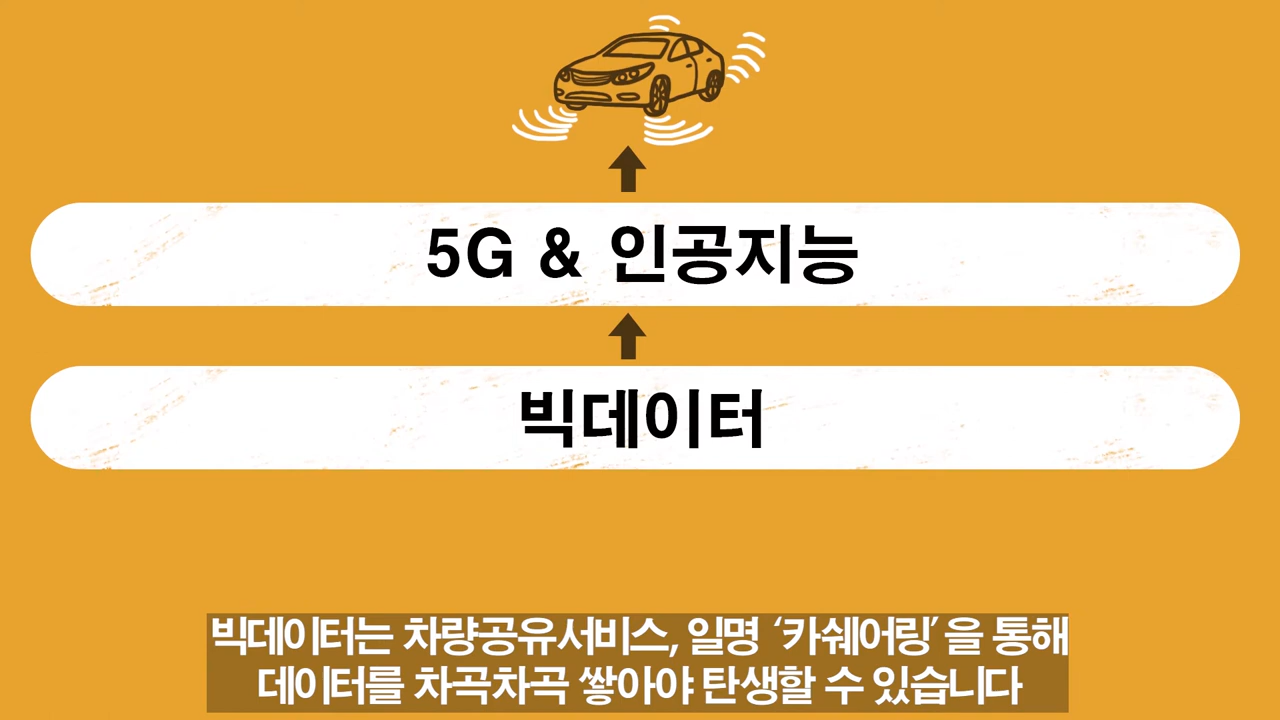 5G & 인공지능
빅데이터
빅데이터는 차량공유서비스, 일명 ‘카쉐어링’을 통해
데이터를 차곡차곡 쌓아야 탄생할 수 있습니다